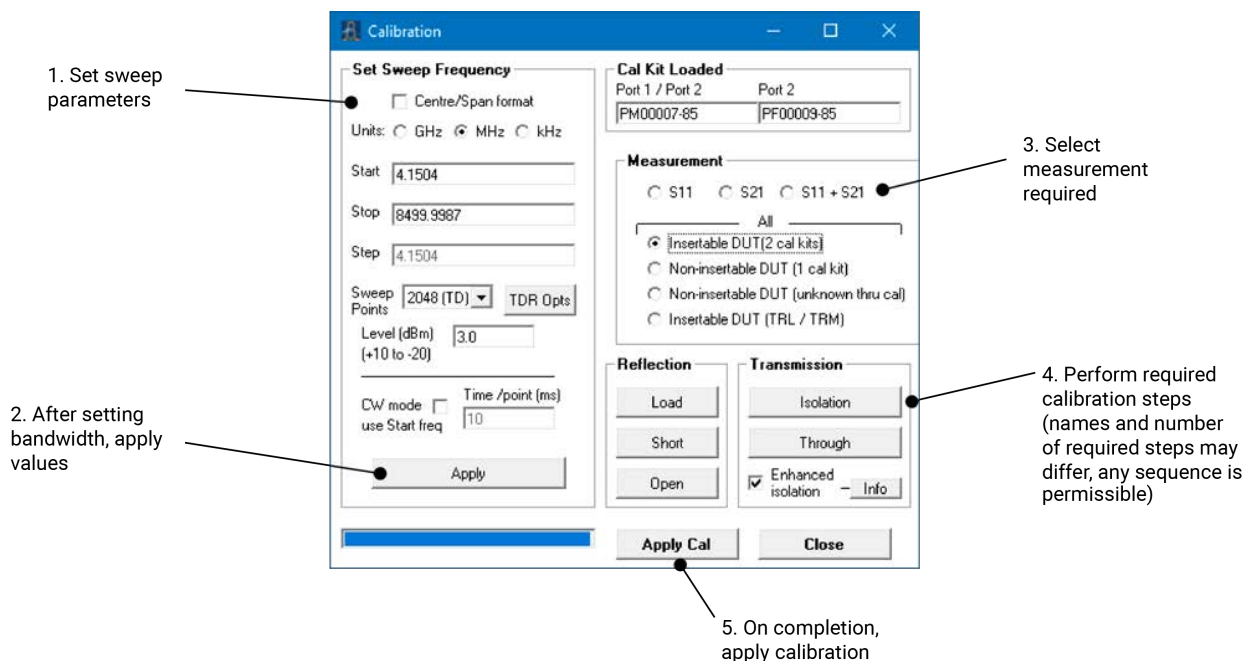 Calibration
1. Set sweep
parameters
Set Sweep Frequency
Centre/Span format
Units: GHz MHz kHz
Start 4.1504
Stop 8499.9987
Step 4.1504
Sweep
Points
2048 (TD)
TDR Opts
Level (dBm)
(+10 to -20)
3.0
CW mode
use Start freq
Time /point (ms)
10
2. After setting
bandwidth, apply
values
Apply
Cal Kit Loaded
Port 1 / Port 2 Port 2
PM00007-85 PF00009-85
Measurement
S11 S21 S11 + S21
All
Insertable DUT(2 cal kits)
Non-insertable DUT (1 cal kit)
Non-insertable DUT (unknown thru cal)
Insertable DUT (TRL / TRM)
3. Select
measurement
required
Reflection
Load
Short
Open
Transmission
Isolation
Through
Enhanced
isolation
Info
4. Perform required
calibration steps
(names and number
of required steps may
differ, any sequence is
permissible)
Apply Cal
Close
5. On completion,
apply calibration